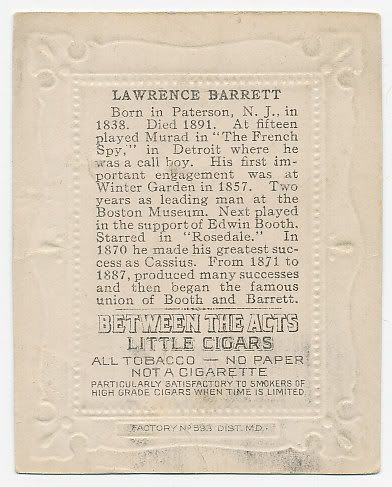 LAWRENCE BARRETT
Born in Paterson, N. J., in
1838. Died 1891. At fifteen
played Murad in "The French
Spy," in Detroit where he
was a call boy. His first im-
portant engagement was at
Winter Garden in 1857. Two
years as leading man at the
Boston Museum. Next played
in the support of Edwin Booth.
Starred in "Rosedale." In
1870 he made his greatest suc-
cess as Cassius. From 1871 to
1887, produced many successes
and then began the famous
union of Booth and Barrett.
BETWEEN THE ACTS
LITTLE CIGARS
ALL TOBACCO — NO PAPER
NOT A CIGARETTE
PARTICULARLY SATISFACTORY TO SMOKERS OF
HIGH GRADE CIGARS WHEN TIME IS LIMITED
FACTORY No 593 DIST. M.D.